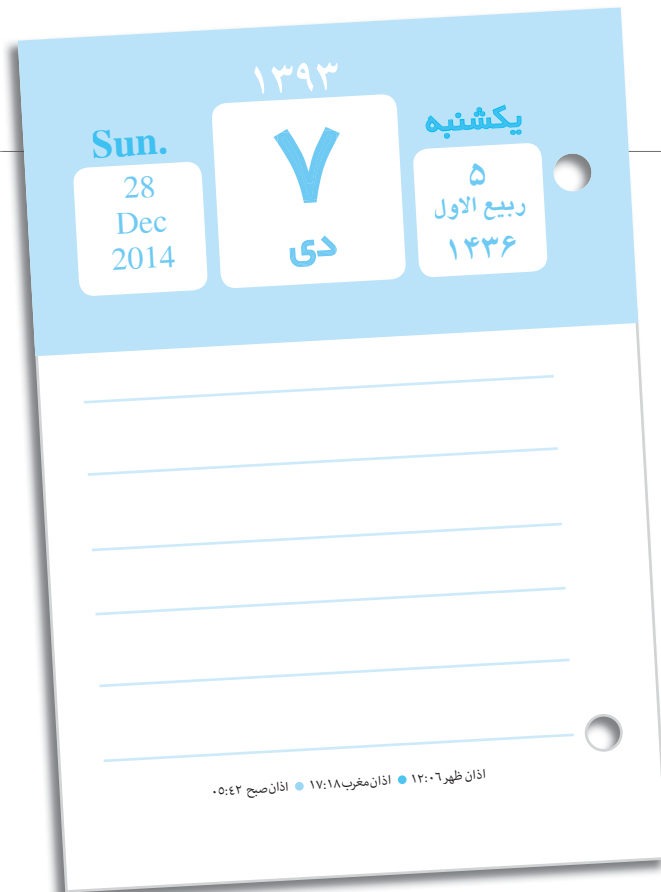 ۱۳۹۳
یکشنبه
۵
ربیع الاول
۱۴۳۶
۷
دی
Sun.
28
Dec
2014
اذان ظهر ۱۲:۰۶ ● اذان مغرب ۱۷:۱۸ ● اذان صبح ۰۵:۴۲